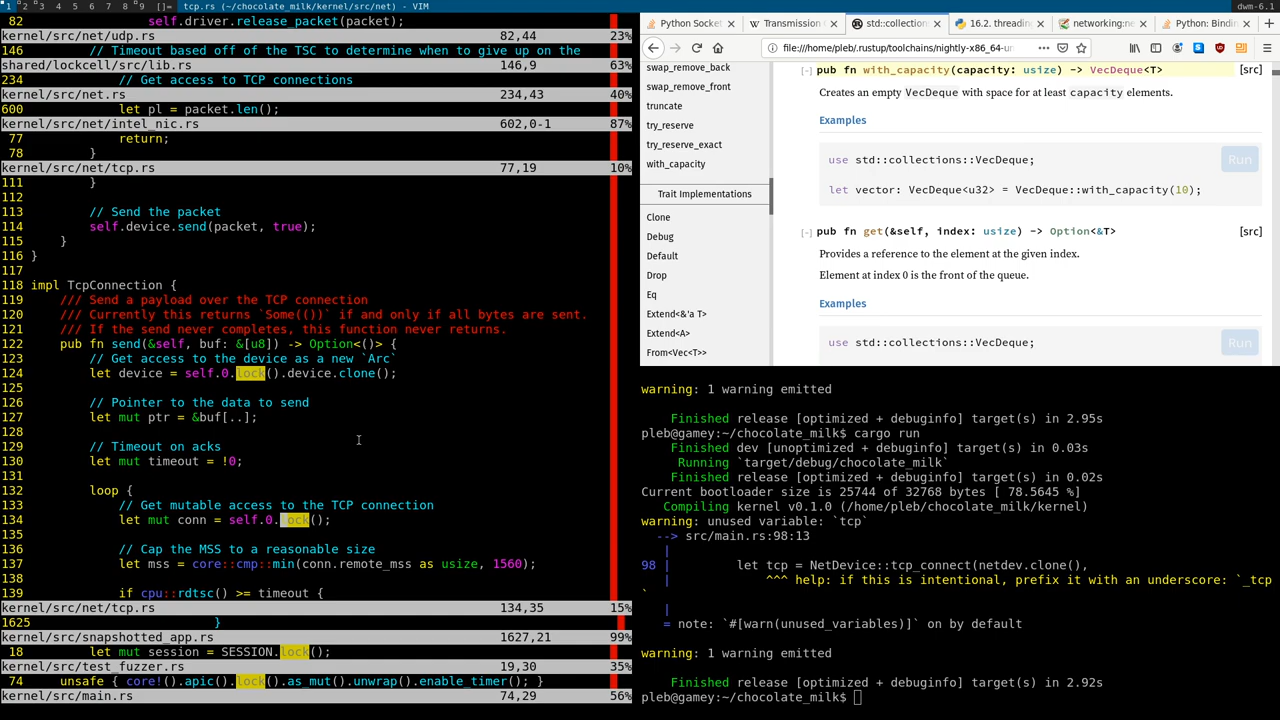 1 2 3 4 5 6 7 8 9 []= tcp.rs (~/chocolate_milk/kernel/src/net) - VIM
dwm-6.1
82 self.driver.release_packet(packet);
kernel/src/net/udp.rs 82,44 23%
146 // Timeout based off of the TSC to determine when to give up on the
shared/lockcell/src/lib.rs 146,9 63%
234 // Get access to TCP connections
kernel/src/net.rs 234,43 40%
600 let pl = packet.len();
kernel/src/net/intel_nic.rs 602,0-1 87%
77 return;
78 }
kernel/src/net/tcp.rs 77,19 10%
111 }
112
113 // Send the packet
114 self.device.send(packet, true);
115 }
116 }
117
118 impl TcpConnection {
119 /// Send a payload over the TCP connection
120 /// Currently this returns `Some(())` if and only if all bytes are sent.
121 /// If the send never completes, this function never returns.
122 pub fn send(&self, buf: &[u8]) -> Option<()> {
123 // Get access to the device as a new `Arc`
124 let device = self.0.lock().device.clone();
125
126 // Pointer to the data to send
127 let mut ptr = &buf[..];
128
129 // Timeout on acks
130 let mut timeout = !0;
131
132 loop {
133 // Get mutable access to the TCP connection
134 let mut conn = self.0.lock();
135
136 // Cap the MSS to a reasonable size
137 let mss = core::cmp::min(conn.remote_mss as usize, 1560);
138
139 if cpu::rdtsc() >= timeout {
kernel/src/net/tcp.rs 134,35 15%
1625 }
kernel/src/snapshotted_app.rs 1627,21 99%
18 let mut session = SESSION.lock();
kernel/src/test_fuzzer.rs 19,30 35%
74 unsafe { core!().apic().lock().as_mut().unwrap().enable_timer(); }
kernel/src/main.rs 74,29 56%
Python Socket
Transmission C
std::collection
16.2. threading
networking:ne
Python: Bindin
file:///home/pleb/.rustup/toolchains/nightly-x86_64-u
swap_remove_back
swap_remove_front
truncate
try_reserve
try_reserve_exact
with_capacity
Trait Implementations
Clone
Debug
Default
Drop
Eq
Extend<&'a T>
Extend<A>
From<Vec<T>>
[-] pub fn with_capacity(capacity: usize) -> VecDeque<T> [src]
Creates an empty VecDeque with space for at least capacity elements.
Examples
use std::collections::VecDeque; Run
let vector: VecDeque<u32> = VecDeque::with_capacity(10);
[-] pub fn get(&self, index: usize) -> Option<&T> [src]
Provides a reference to the element at the given index.
Element at index 0 is the front of the queue.
Examples
use std::collections::VecDeque; Run
warning: 1 warning emitted
Finished release [optimized + debuginfo] target(s) in 2.95s
pleb@gamey:~/chocolate_milk$ cargo run
Finished dev [unoptimized + debuginfo] target(s) in 0.03s
Running `target/debug/chocolate_milk`
Finished release [optimized + debuginfo] target(s) in 0.02s
Current bootloader size is 25744 of 32768 bytes [ 78.5645 %]
Compiling kernel v0.1.0 (/home/pleb/chocolate_milk/kernel)
warning: unused variable: `tcp`
--> src/main.rs:98:13
|
98 | let tcp = NetDevice::tcp_connect(netdev.clone(),
| ^^^ help: if this is intentional, prefix it with an underscore: `_tcp
`
|
= note: `#[warn(unused_variables)]` on by default
warning: 1 warning emitted
Finished release [optimized + debuginfo] target(s) in 2.92s
pleb@gamey:~/chocolate_milk$